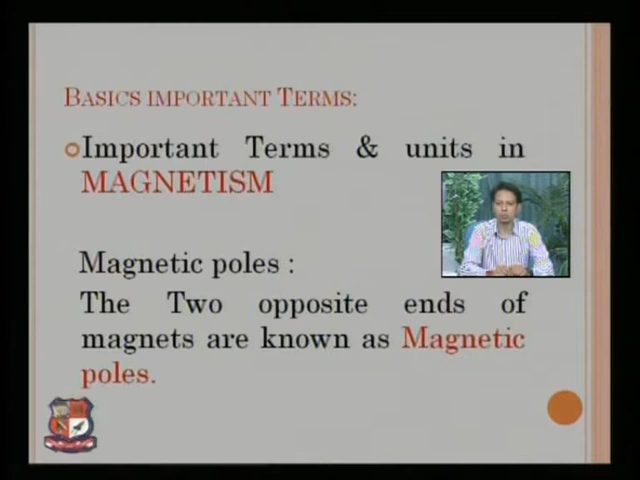 BASICS IMPORTANT TERMS:
Important Terms & units in
MAGNETISM
Magnetic poles :
The Two opposite ends of
magnets are known as Magnetic
poles.